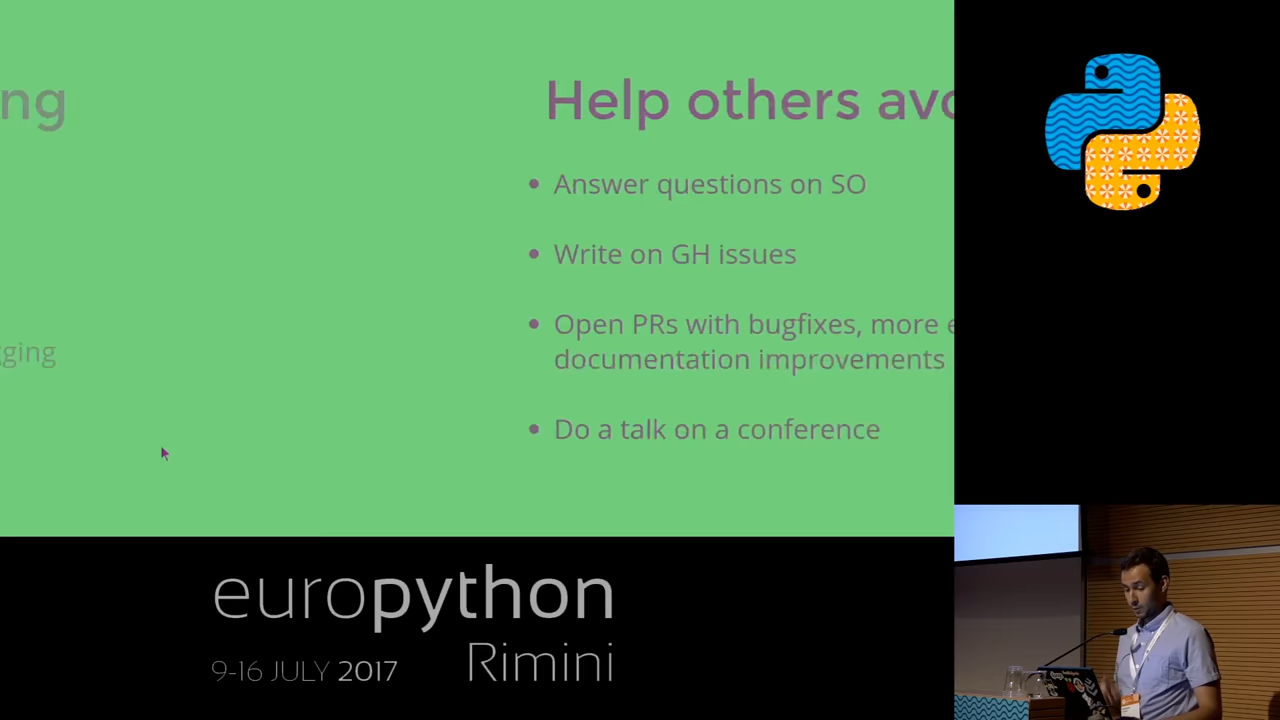 ng
Help others avo
Answer questions on SO
Write on GH issues
Open PRs with bugfixes, more e
documentation improvements
ging
Do a talk on a conference
europython
9-16 JULY 2017
Rimini